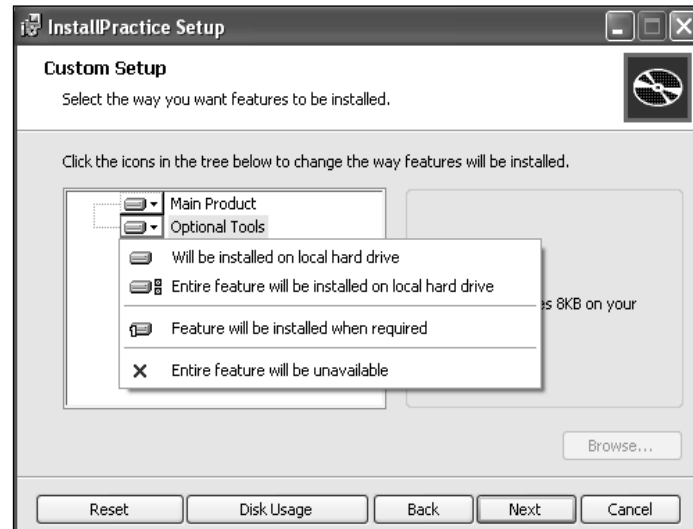 InstallPractice Setup
Custom Setup
Select the way you want features to be installed.
Click the icons in the tree below to change the way features will be installed.
Main Product
Optional Tools
Will be installed on local hard drive
Entire feature will be installed on local hard drive
8KB on your
Feature will be installed when required
Entire feature will be unavailable
Browse...
Reset Disk Usage Back Next Cancel